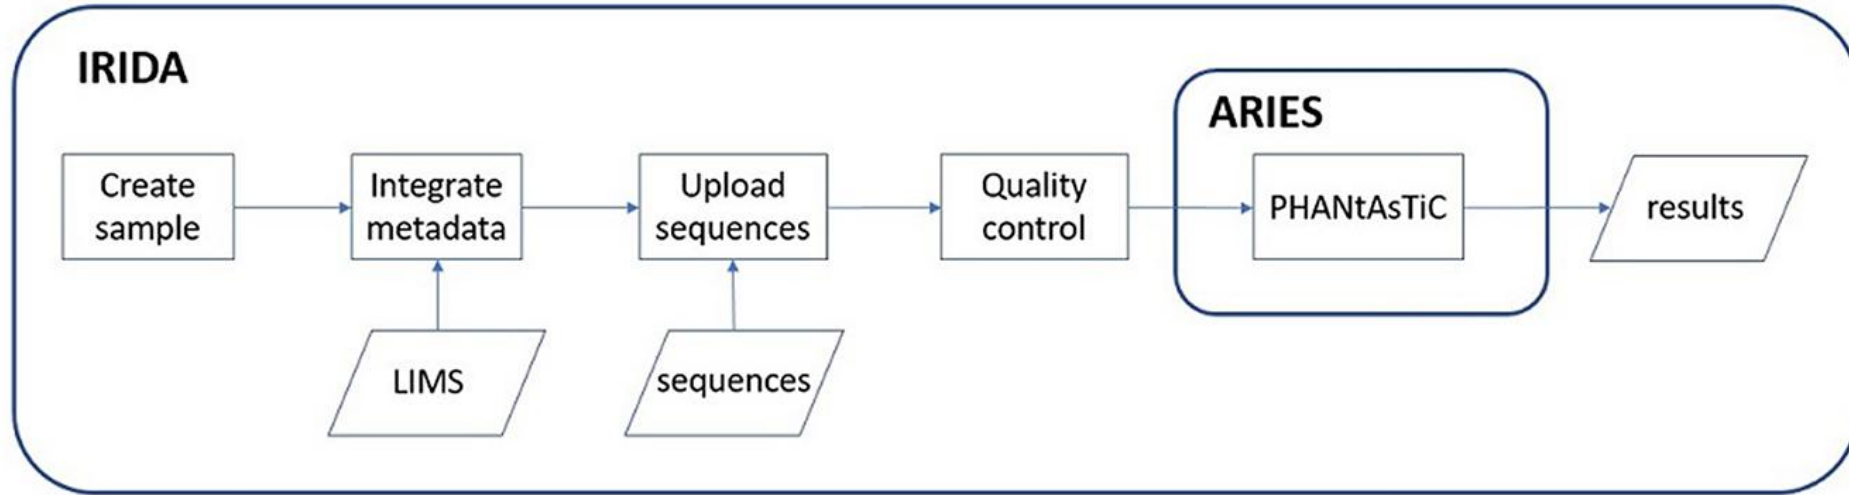 IRIDA
ARIES
Create
sample
Integrate
metadata
Upload
sequences
Quality
control
PHANtAsTiC
results
LIMS
sequences